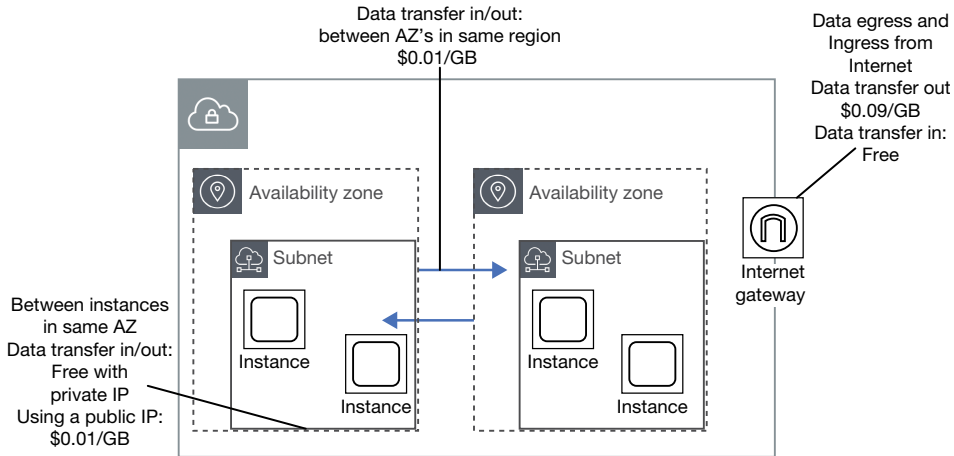 Data transfer in/out:
between AZ's in same region
$0.01/GB
Data egress and
Ingress from
Internet
Data transfer out
$0.09/GB
Data transfer in:
Free
Availability zone
Availability zone
Subnet
Subnet
Instance
Instance
Instance
Instance
Internet
gateway
Between instances
in same AZ
Data transfer in/out:
Free with
private IP
Using a public IP:
$0.01/GB